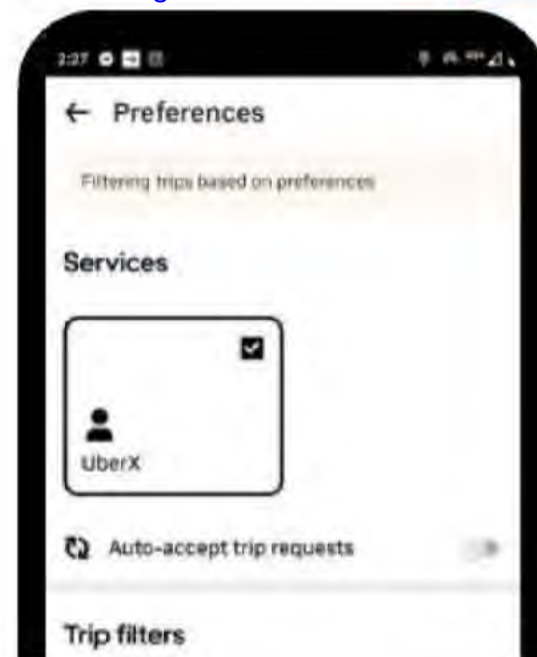 2:27
← Preferences
Filtering trips based on preferences
Services
UberX
Auto-accept trip requests
Trip filters